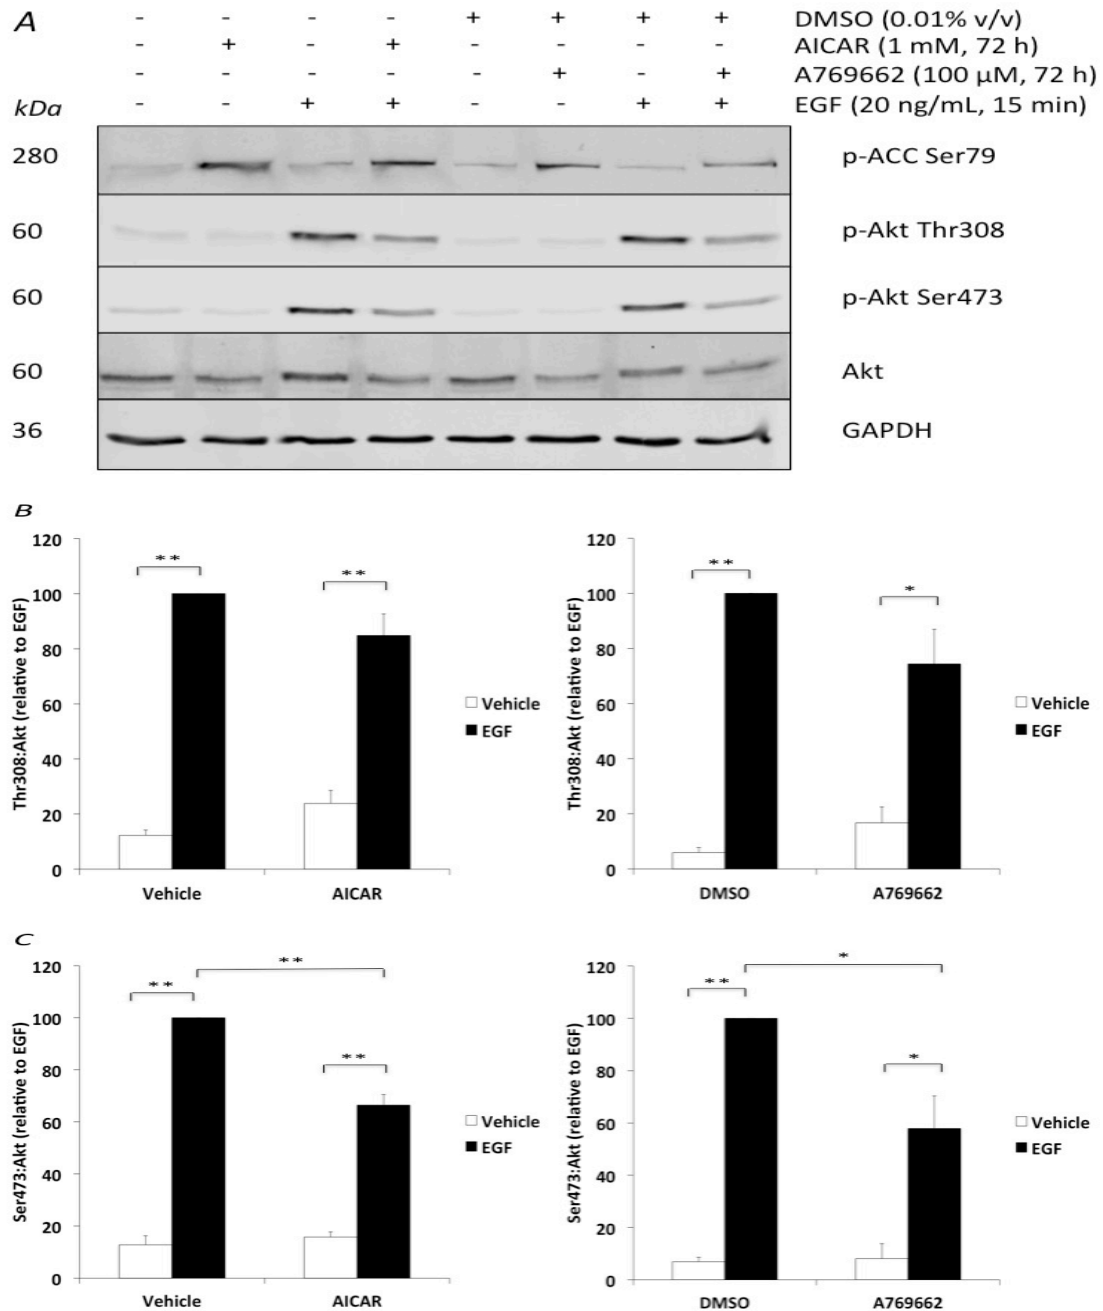 A - - - - + + + + DMSO (0.01% v/v)
- + - + - - - - AICAR (1 mM, 72 h)
- - - - - + - + A769662 (100 µM, 72 h)
kDa - - + + - - + + EGF (20 ng/mL, 15 min)
280 p-ACC Ser79
60 p-Akt Thr308
60 p-Akt Ser473
60 Akt
36 GAPDH
B
Thr308:Akt (relative to EGF)
120
100
80
60
40
20
0
**
**
Vehicle
EGF
Vehicle AICAR
Thr308:Akt (relative to EGF)
120
100
80
60
40
20
0
**
*
Vehicle
EGF
DMSO A769662
C
Ser473:Akt (relative to EGF)
120
100
80
60
40
20
0
**
**
**
Vehicle
EGF
Vehicle AICAR
Ser473:Akt (relative to EGF)
120
100
80
60
40
20
0
*
**
*
Vehicle
EGF
DMSO A769662